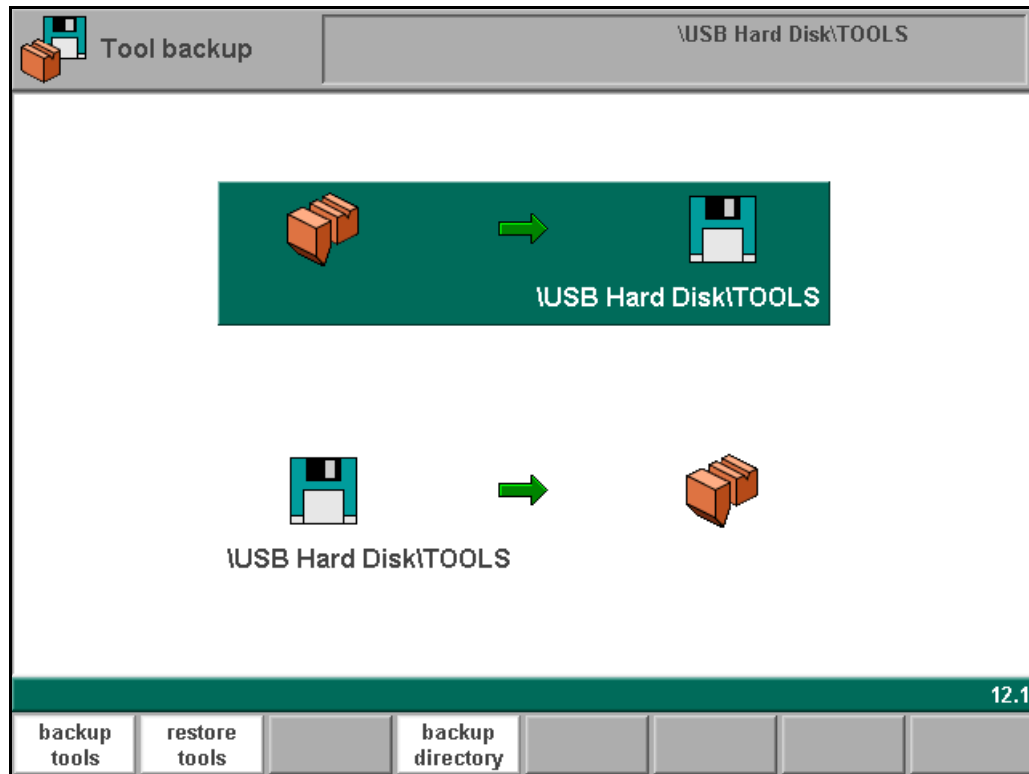 Tool backup
\USB Hard Disk\TOOLS
\USB Hard Disk\TOOLS
\USB Hard Disk\TOOLS
12.1
backup
tools
restore
tools
backup
directory